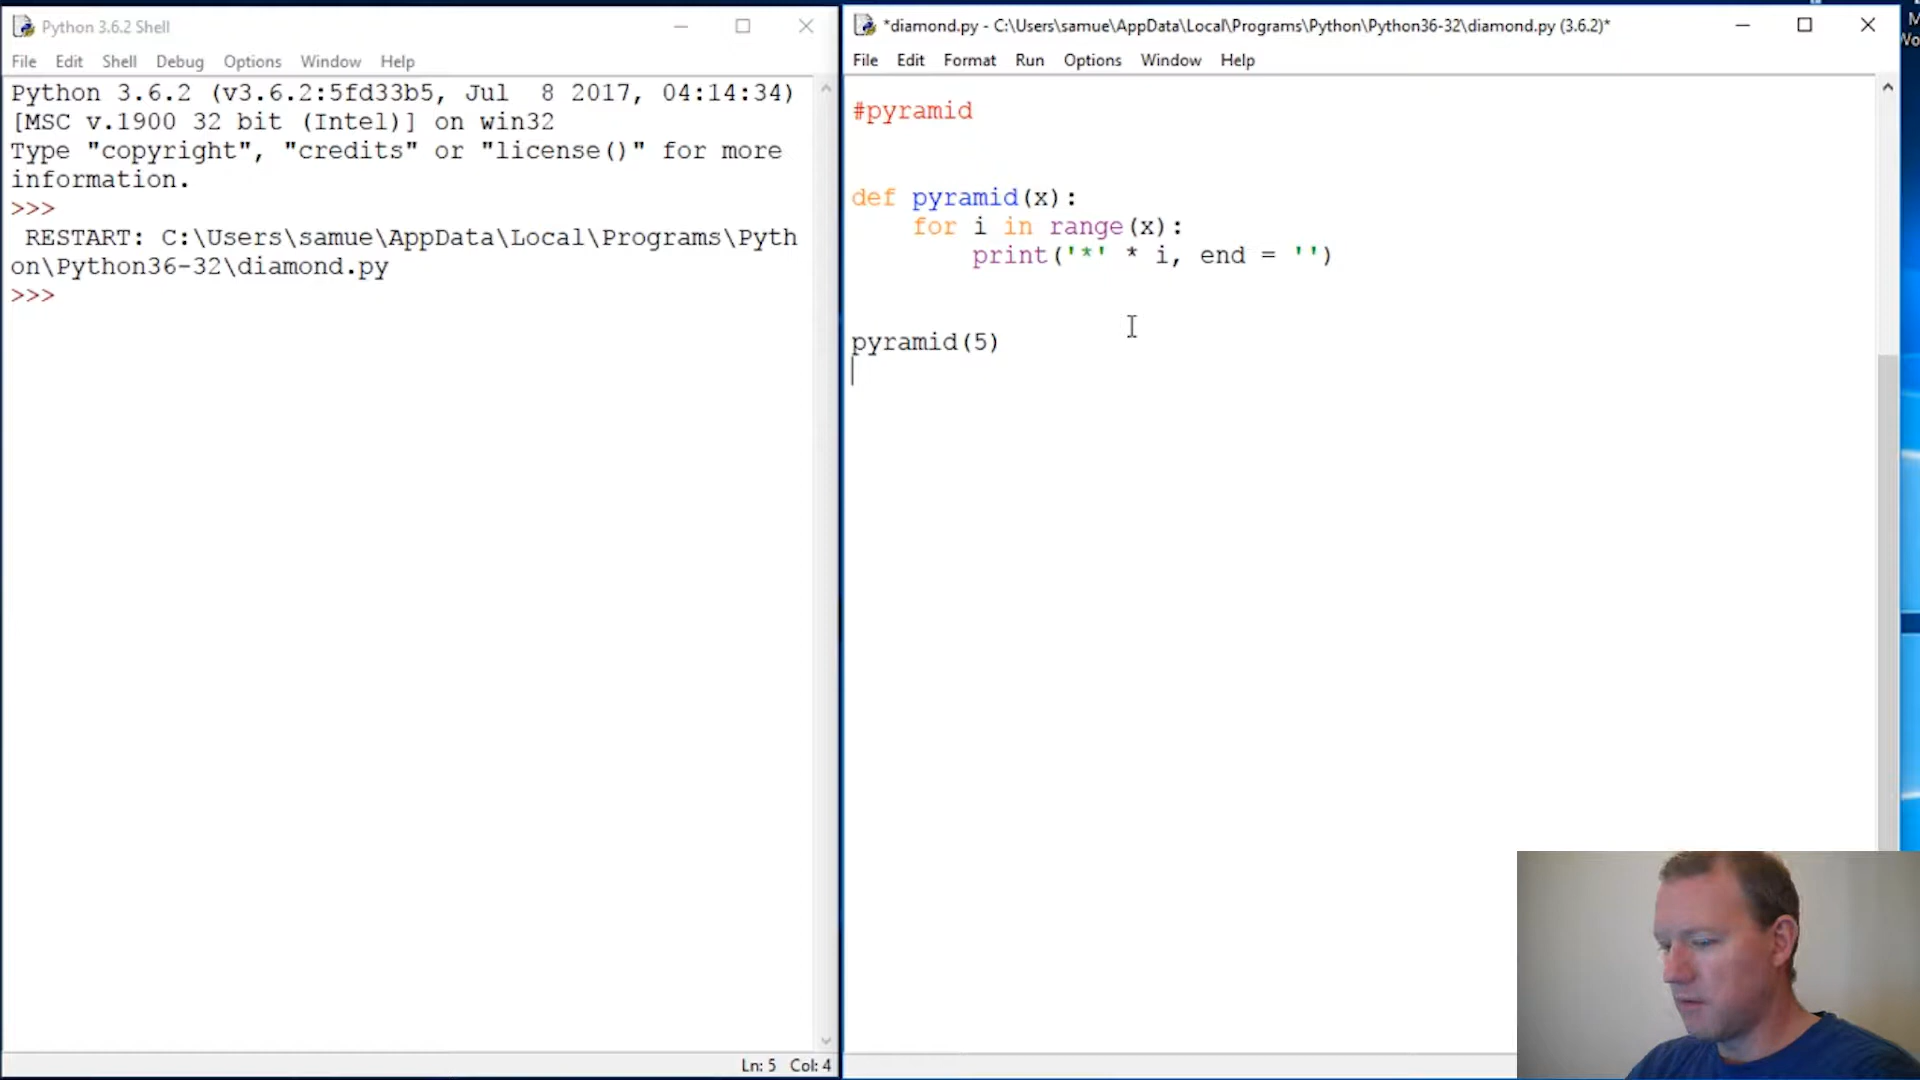 Python 3.6.2 Shell
File Edit Shell Debug Options Window Help
Python 3.6.2 (v3.6.2:5fd33b5, Jul  8 2017, 04:14:34)
[MSC v.1900 32 bit (Intel)] on win32
Type "copyright", "credits" or "license()" for more
information.
>>>
 RESTART: C:\Users\samue\AppData\Local\Programs\Pyth
on\Python36-32\diamond.py
>>>
Ln: 5 Col: 4
*diamond.py - C:\Users\samue\AppData\Local\Programs\Python\Python36-32\diamond.py (3.6.2)*
File Edit Format Run Options Window Help
#pyramid
def pyramid(x):
    for i in range(x):
        print('*' * i, end = '')
pyramid(5)